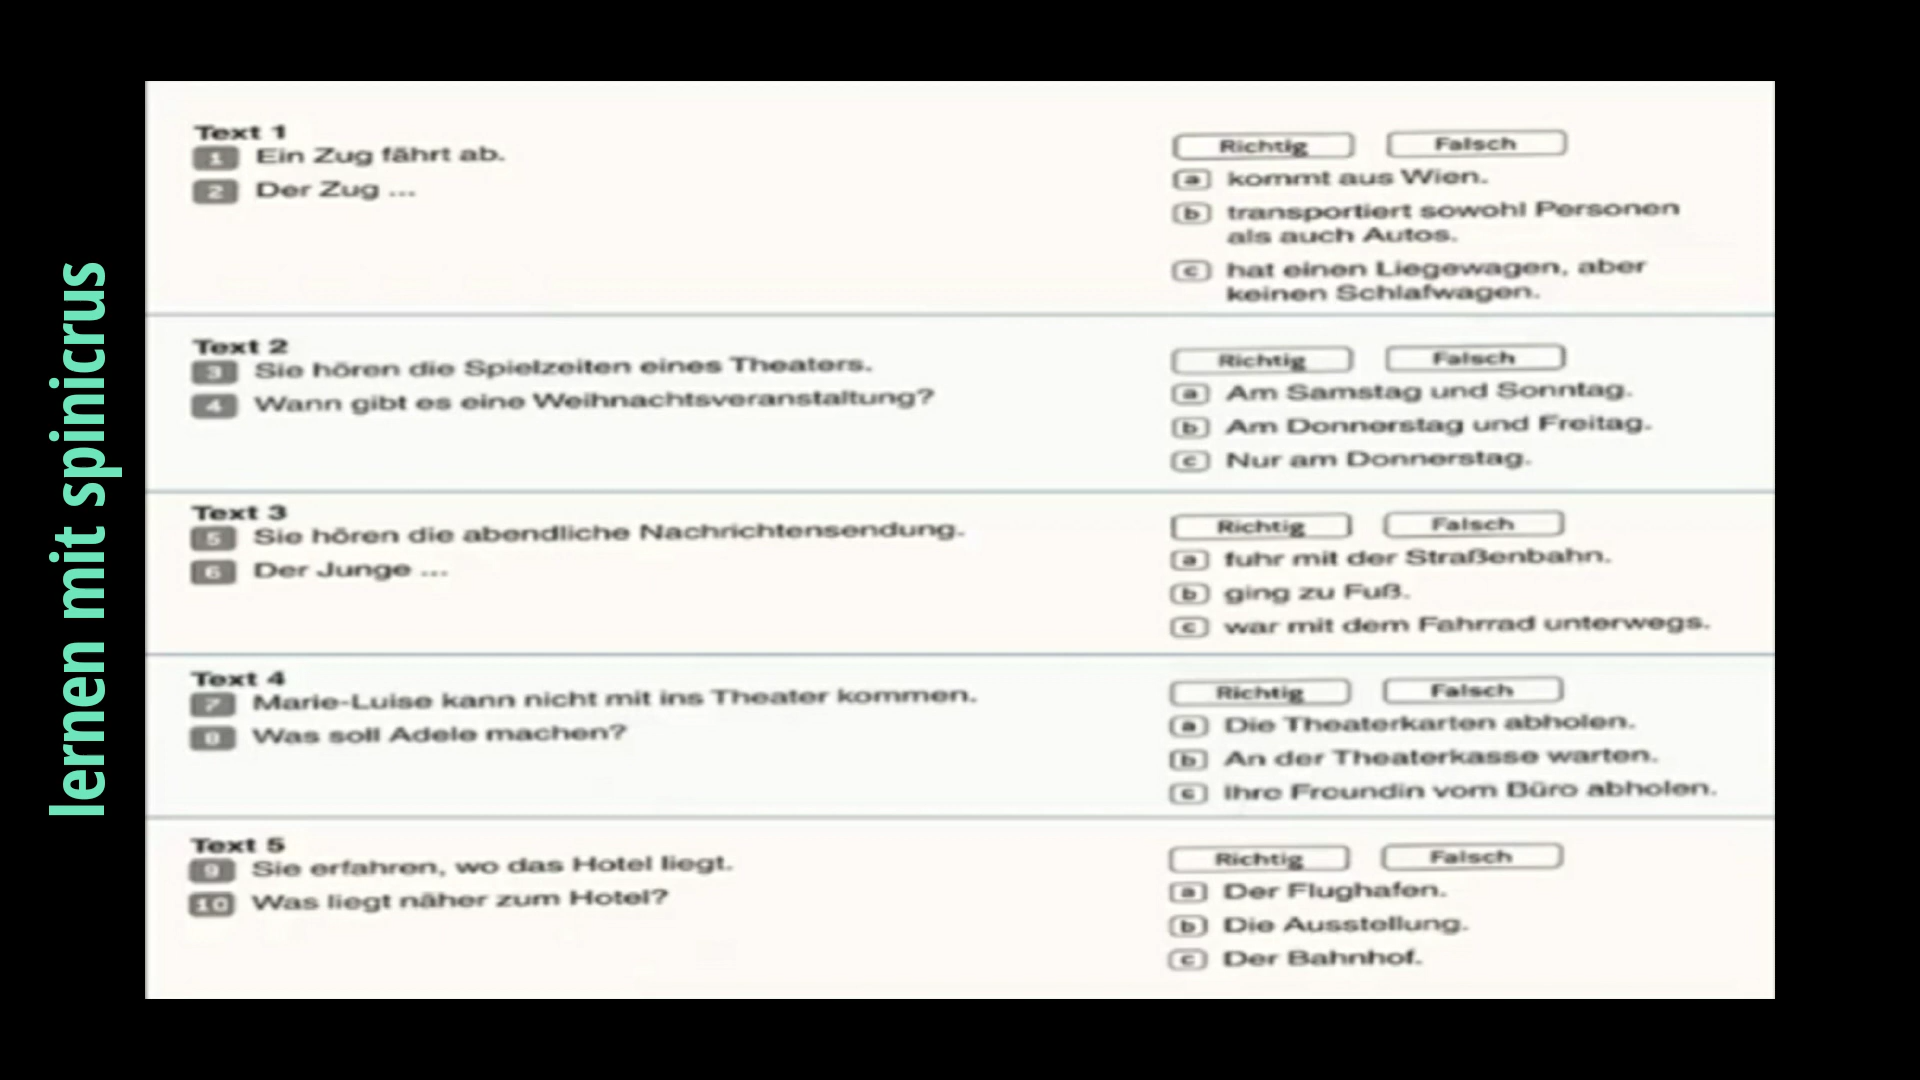 lernen mit spinicrus
Text 1
1 Ein Zug fährt ab.
Richtig Falsch
2 Der Zug ...
a kommt aus Wien.
b transportiert sowohl Personen
als auch Autos.
c hat einen Liegewagen, aber
keinen Schlafwagen.
Text 2
3 Sie hören die Spielzeiten eines Theaters.
Richtig Falsch
4 Wann gibt es eine Weihnachtsveranstaltung?
a Am Samstag und Sonntag.
b Am Donnerstag und Freitag.
c Nur am Donnerstag.
Text 3
5 Sie hören die abendliche Nachrichtensendung.
Richtig Falsch
6 Der Junge ...
a fuhr mit der Straßenbahn.
b ging zu Fuß.
c war mit dem Fahrrad unterwegs.
Text 4
7 Marie-Luise kann nicht mit ins Theater kommen.
Richtig Falsch
8 Was soll Adele machen?
a Die Theaterkarten abholen.
b An der Theaterkasse warten.
c Ihre Freundin vom Büro abholen.
Text 5
9 Sie erfahren, wo das Hotel liegt.
Richtig Falsch
10 Was liegt näher zum Hotel?
a Der Flughafen.
b Die Ausstellung.
c Der Bahnhof.